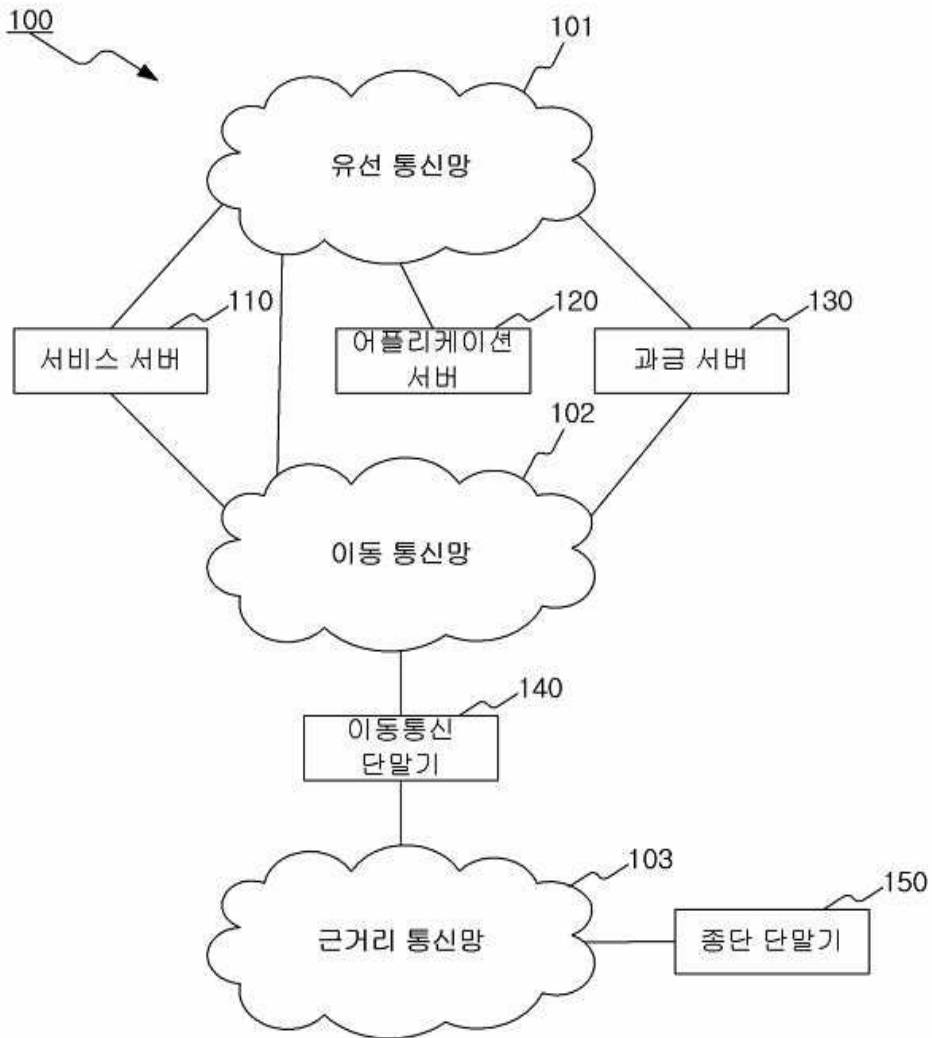 100
101
유선 통신망
110
120
130
서비스 서버
어플리케이션
서버
과금 서버
102
이동 통신망
140
이동통신
단말기
103
150
근거리 통신망
종단 단말기